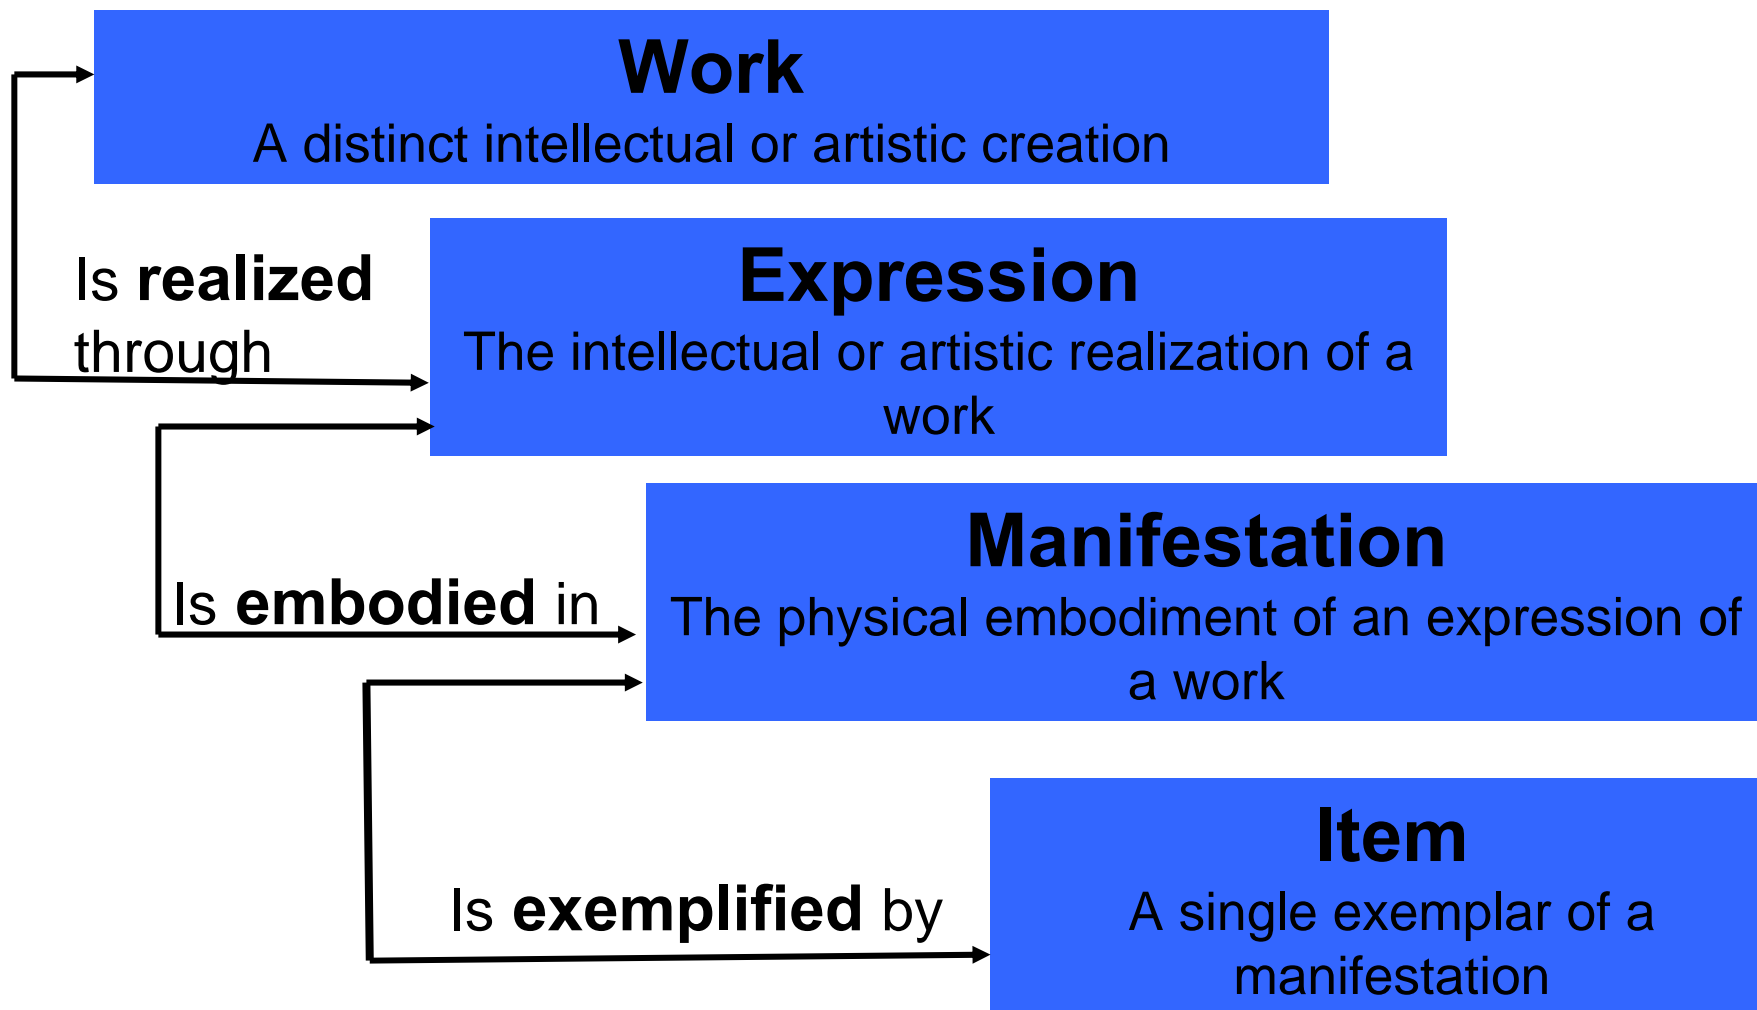 Work
A distinct intellectual or artistic creation
Is realized
through
Expression
The intellectual or artistic realization of a
work
Is embodied in
Manifestation
The physical embodiment of an expression of
a work
Is exemplified by
Item
A single exemplar of a
manifestation